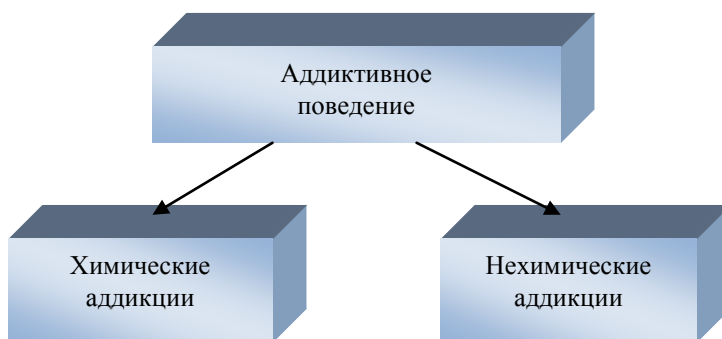 Аддиктивное
поведение
Химические
аддикции
Нехимические
аддикции